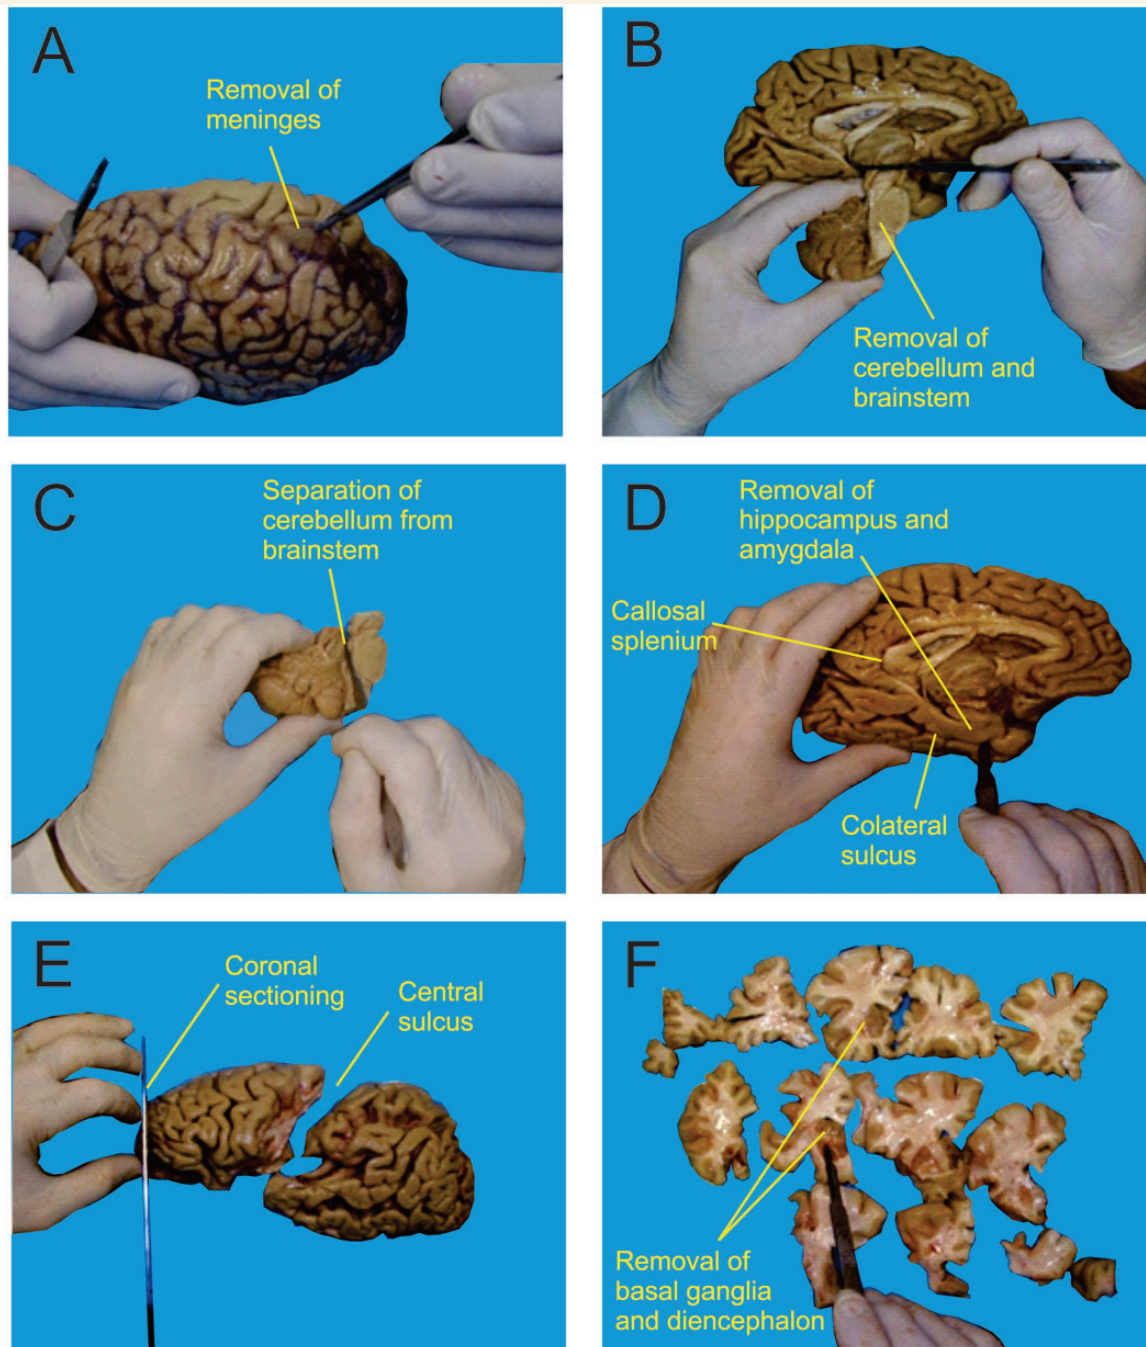 A
Removal of
meninges
B
Removal of
cerebellum and
brainstem
C
Separation of
cerebellum from
brainstem
D
Removal of
hippocampus and
amygdala
Callosal
splenium
Colateral
sulcus
E
Coronal
sectioning
Central
sulcus
F
Removal of
basal ganglia
and diencephalon